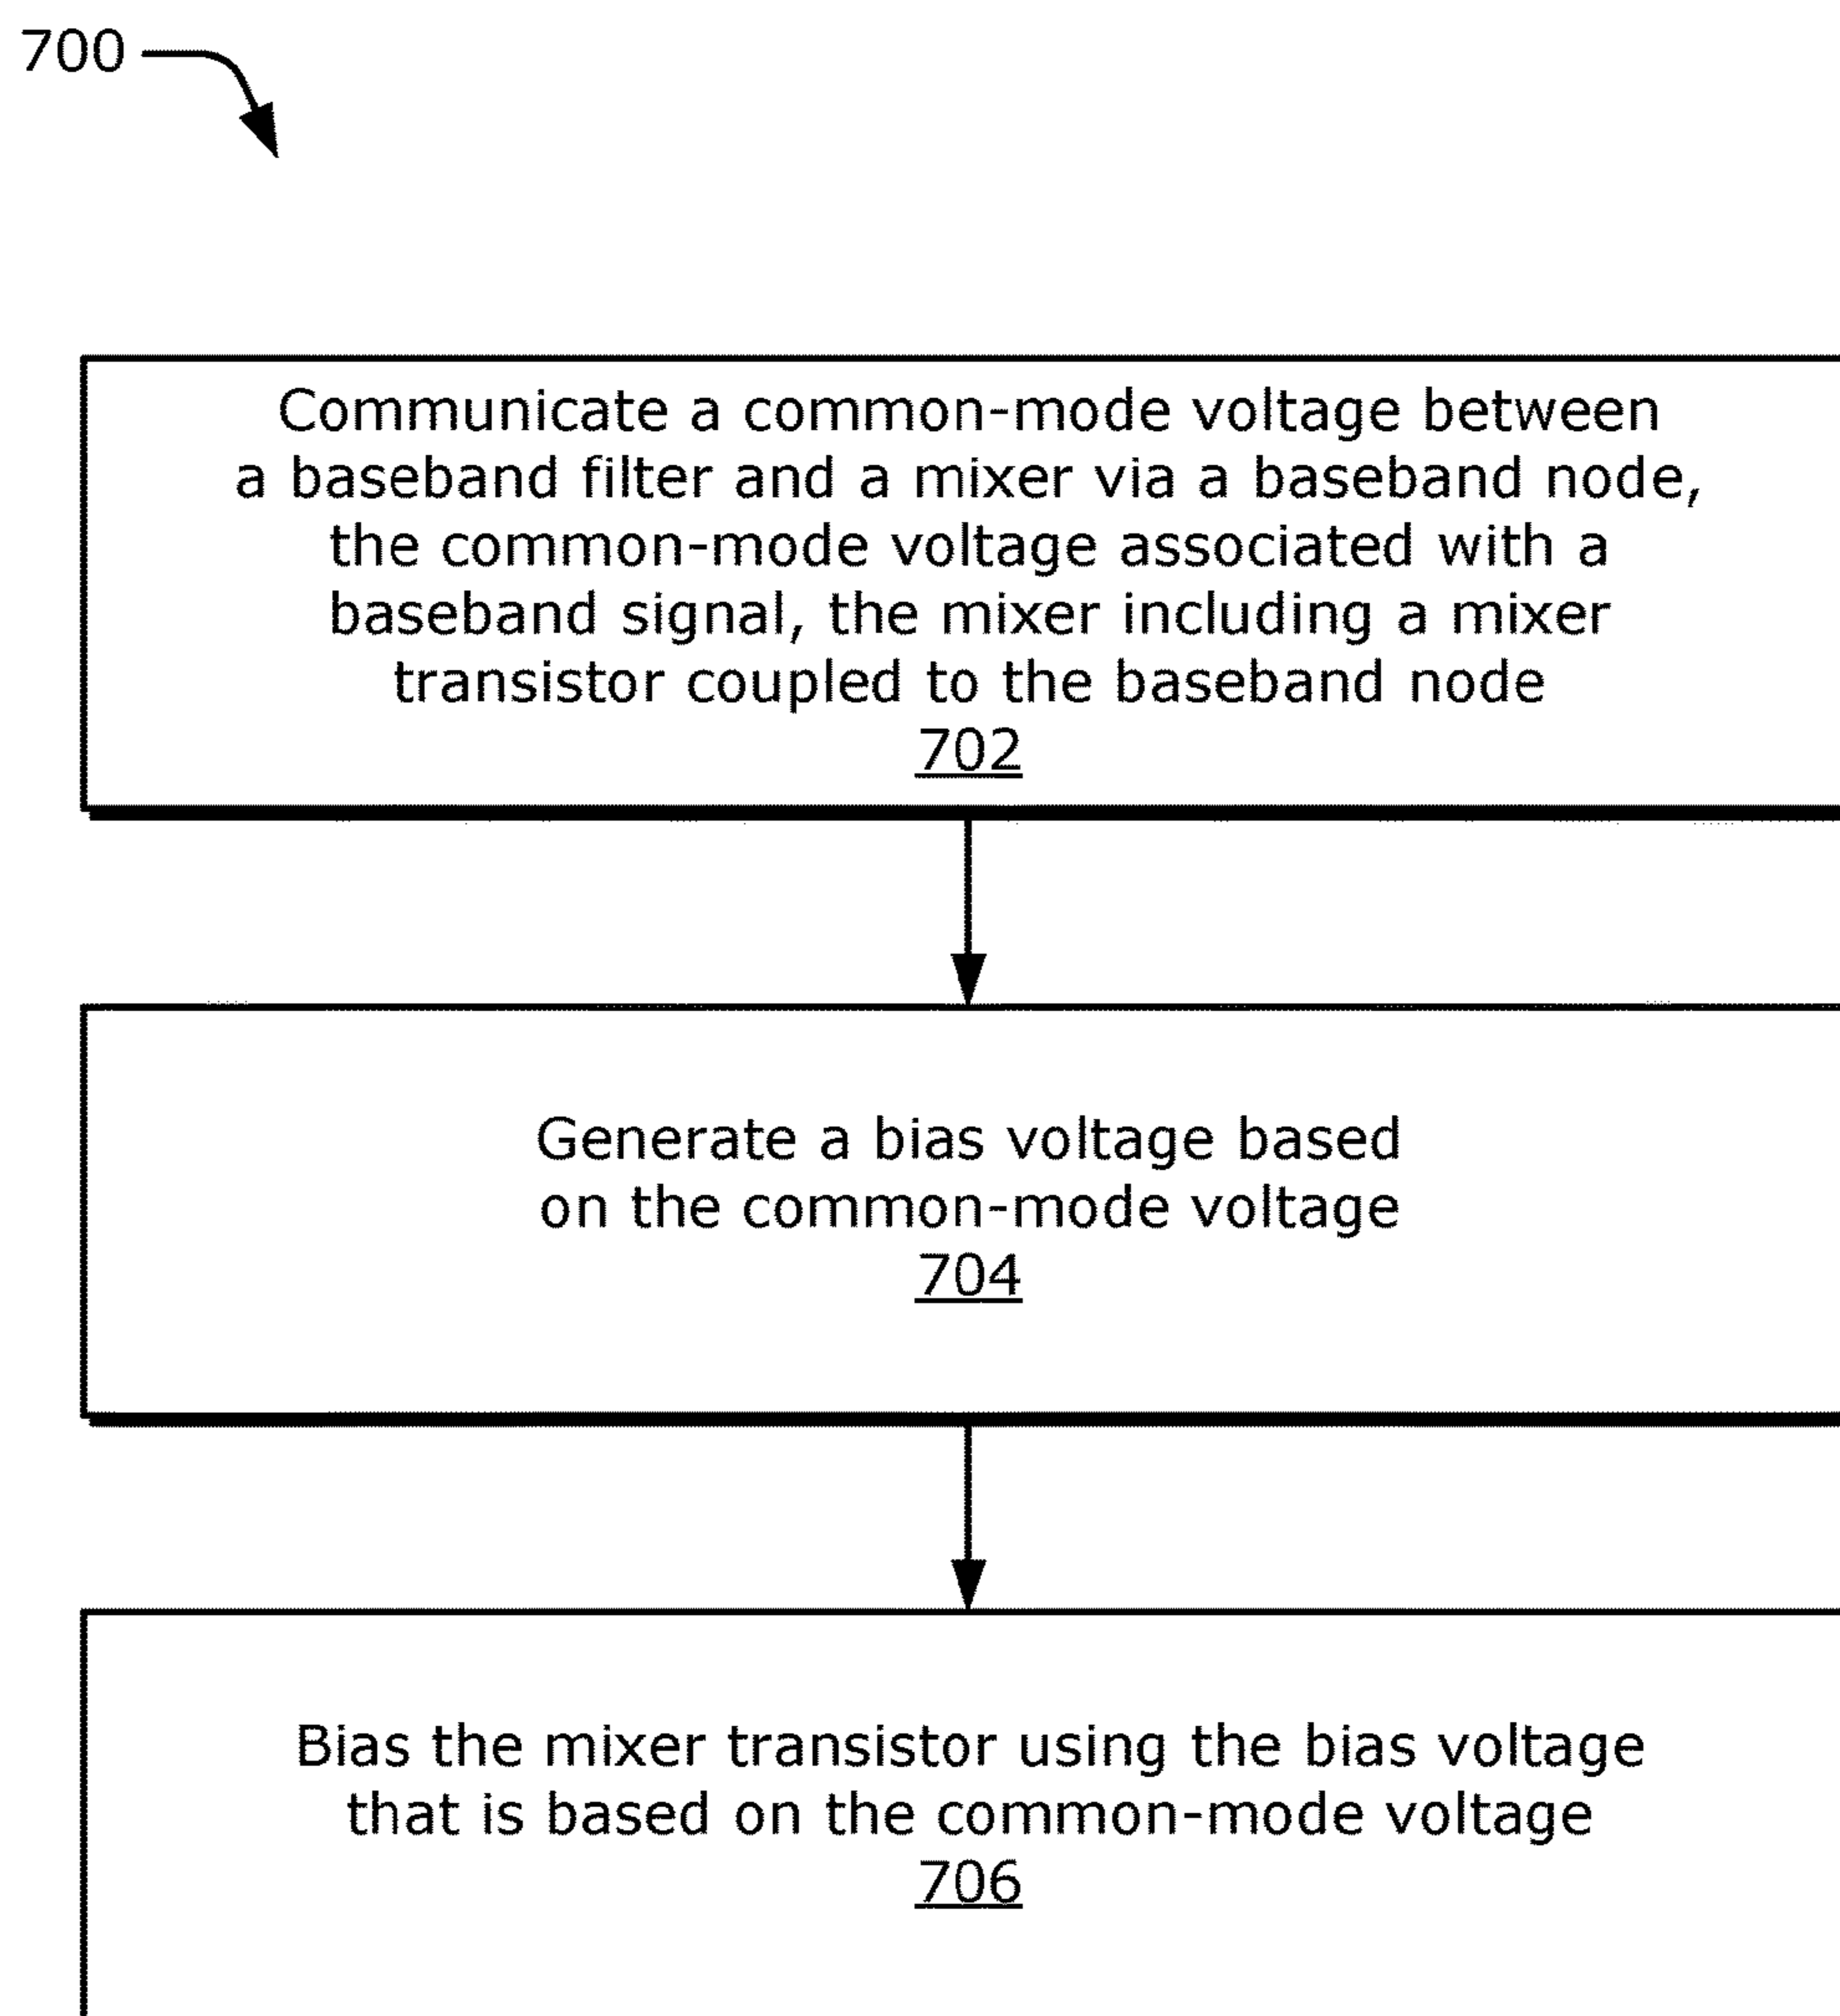 700
Communicate a common-mode voltage between
a baseband filter and a mixer via a baseband node,
the common-mode voltage associated with a
baseband signal, the mixer including a mixer
transistor coupled to the baseband node
702
Generate a bias voltage based
on the common-mode voltage
704
Bias the mixer transistor using the bias voltage
that is based on the common-mode voltage
706